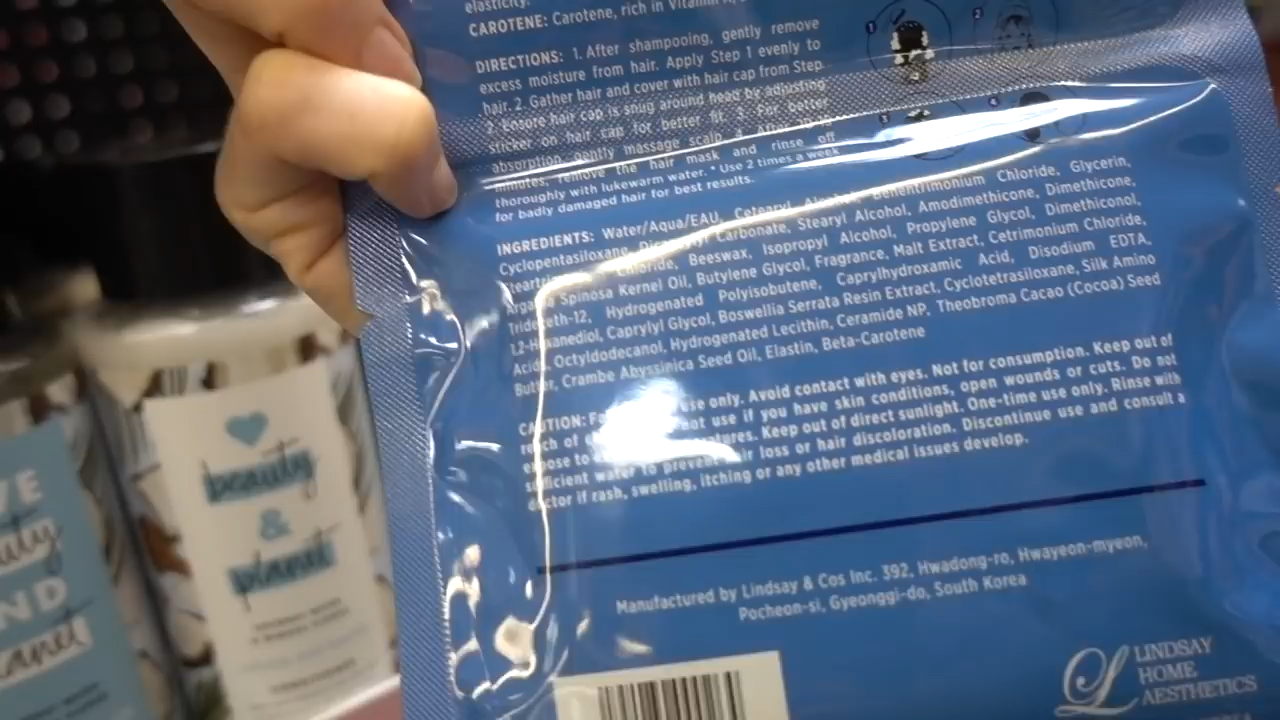 elasticity.
CAROTENE: Carotene, rich in Vitamin A,
DIRECTIONS: 1. After shampooing, gently remove
excess moisture from hair. Apply Step 1 evenly to
hair. 2. Gather hair and cover with hair cap from Step
2. Ensure hair cap is snug around head by adjusting
sticker on hair cap for better fit. 3. For better
absorption, gently massage scalp. 4. After
minutes, remove the hair mask and rinse off
thoroughly with lukewarm water. * Use 2 times a week
for badly damaged hair for best results.
1
2
3
4
INGREDIENTS: Water/Aqua/EAU, Cetearyl Alcohol, Behentrimonium Chloride, Glycerin,
Cyclopentasiloxane, Carbonate, Stearyl Alcohol, Amodimethicone, Dimethicone,
Chloride, Beeswax, Isopropyl Alcohol, Propylene Glycol, Dimethiconol,
Argania Spinosa Kernel Oil, Butylene Glycol, Fragrance, Malt Extract, Cetrimonium Chloride,
Trideceth-12, Hydrogenated Polyisobutene, Caprylhydroxamic Acid, Disodium EDTA,
1,2-Hexanediol, Caprylyl Glycol, Boswellia Serrata Resin Extract, Cyclotetrasiloxane, Silk Amino
Acid, Octyldodecanol, Hydrogenated Lecithin, Ceramide NP, Theobroma Cacao (Cocoa) Seed
Butter, Crambe Abyssinica Seed Oil, Elastin, Beta-Carotene
CAUTION: use only. Avoid contact with eyes. Not for consumption. Keep out of
reach of not use if you have skin conditions, open wounds or cuts. Do not
expose to Keep out of direct sunlight. One-time use only. Rinse with
sufficient water to prevent hair loss or hair discoloration. Discontinue use and consult a
doctor if rash, swelling, itching or any other medical issues develop.
Manufactured by Lindsay & Cos Inc. 392, Hwadong-ro, Hwayeon-myeon,
Pocheon-si, Gyeonggi-do, South Korea
LINDSAY
HOME
AESTHETICS
beauty
&
planet